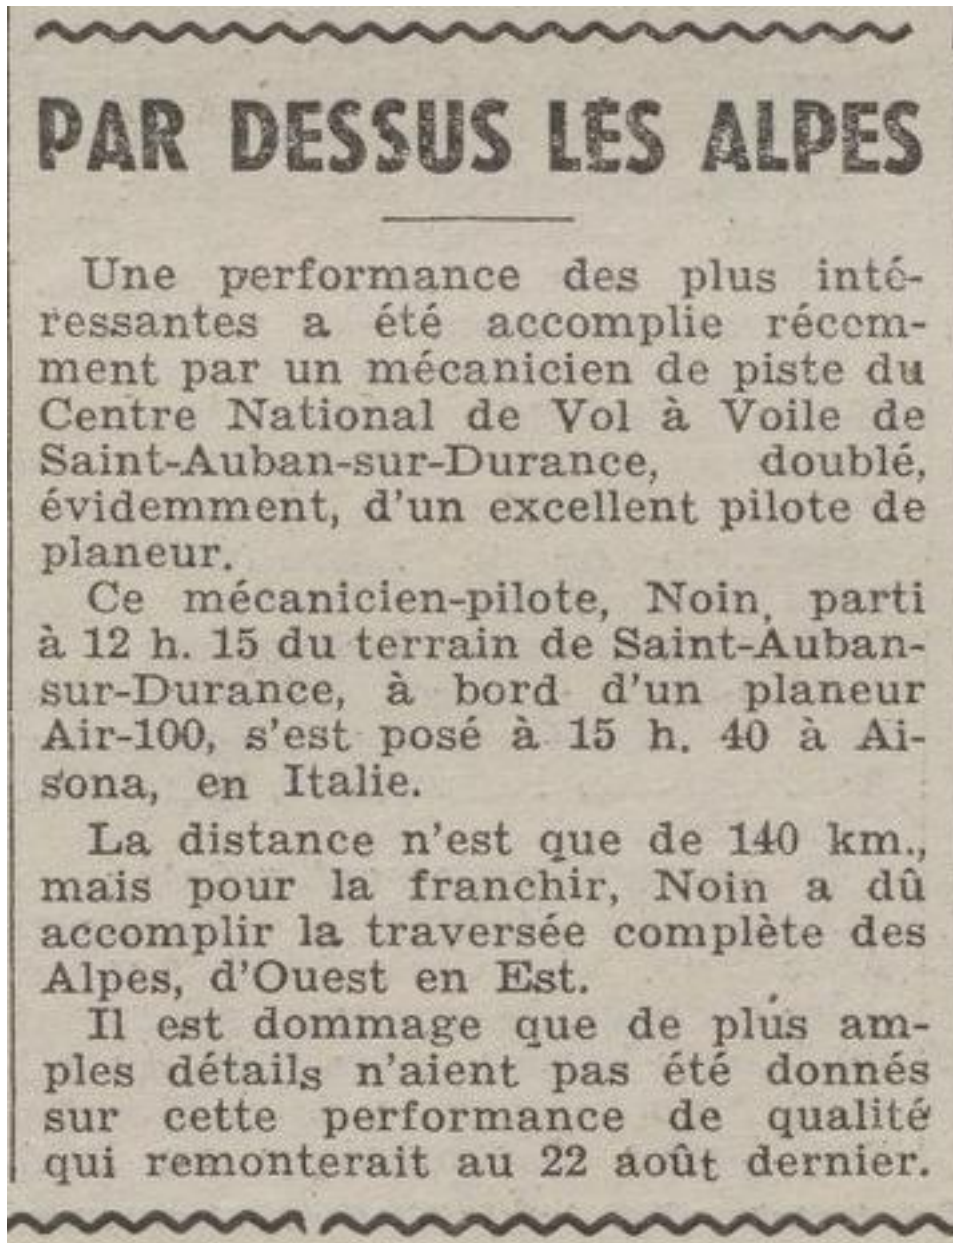 PAR DESSUS LES ALPES
Une performance des plus inté-
ressantes a été accomplie récem-
ment par un mécanicien de piste du
Centre National de Vol à Voile de
Saint-Auban-sur-Durance, doublé,
évidemment, d'un excellent pilote de
planeur.
Ce mécanicien-pilote, Noin, parti
à 12 h. 15 du terrain de Saint-Auban-
sur-Durance, à bord d'un planeur
Air-100, s'est posé à 15 h. 40 à Ai-
sona, en Italie.
La distance n'est que de 140 km.,
mais pour la franchir, Noin a dû
accomplir la traversée complète des
Alpes, d'Ouest en Est.
Il est dommage que de plus am-
ples détails n'aient pas été donnés
sur cette performance de qualité
qui remonterait au 22 août dernier.